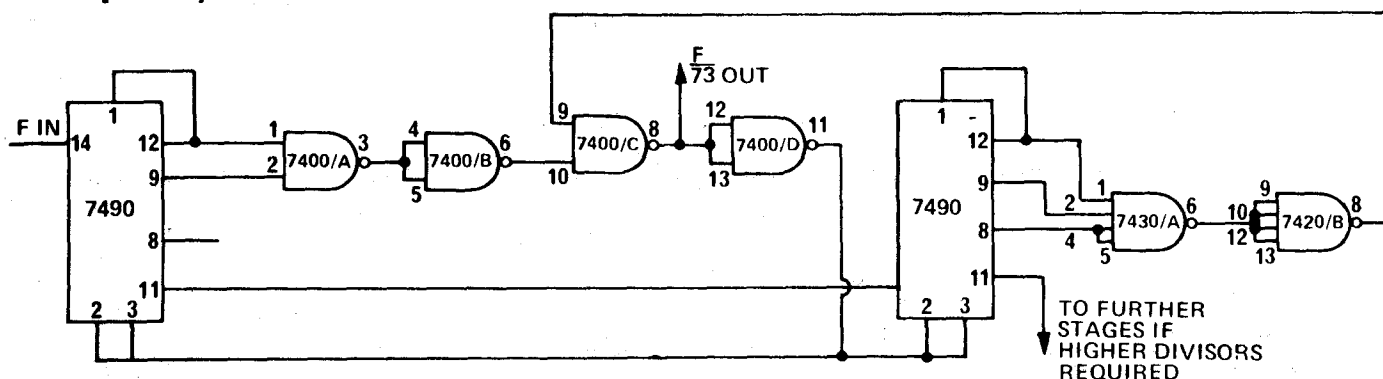 F IN
14
1
12
9
7490
8
11
2 3
1
2
7400/A
3
4
5
7400/B
6
9
10
7400/C
8
F
73 OUT
12
13
7400/D
11
1
12
9
7490
8
11
2 3
1
2
4
5
7430/A
6
9
10
12
13
7420/B
8
TO FURTHER
STAGES IF
HIGHER DIVISORS
REQUIRED